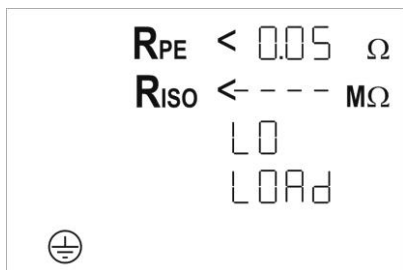 RPE < 0.05 Ω
RISO <---- MΩ
LO
LOAd